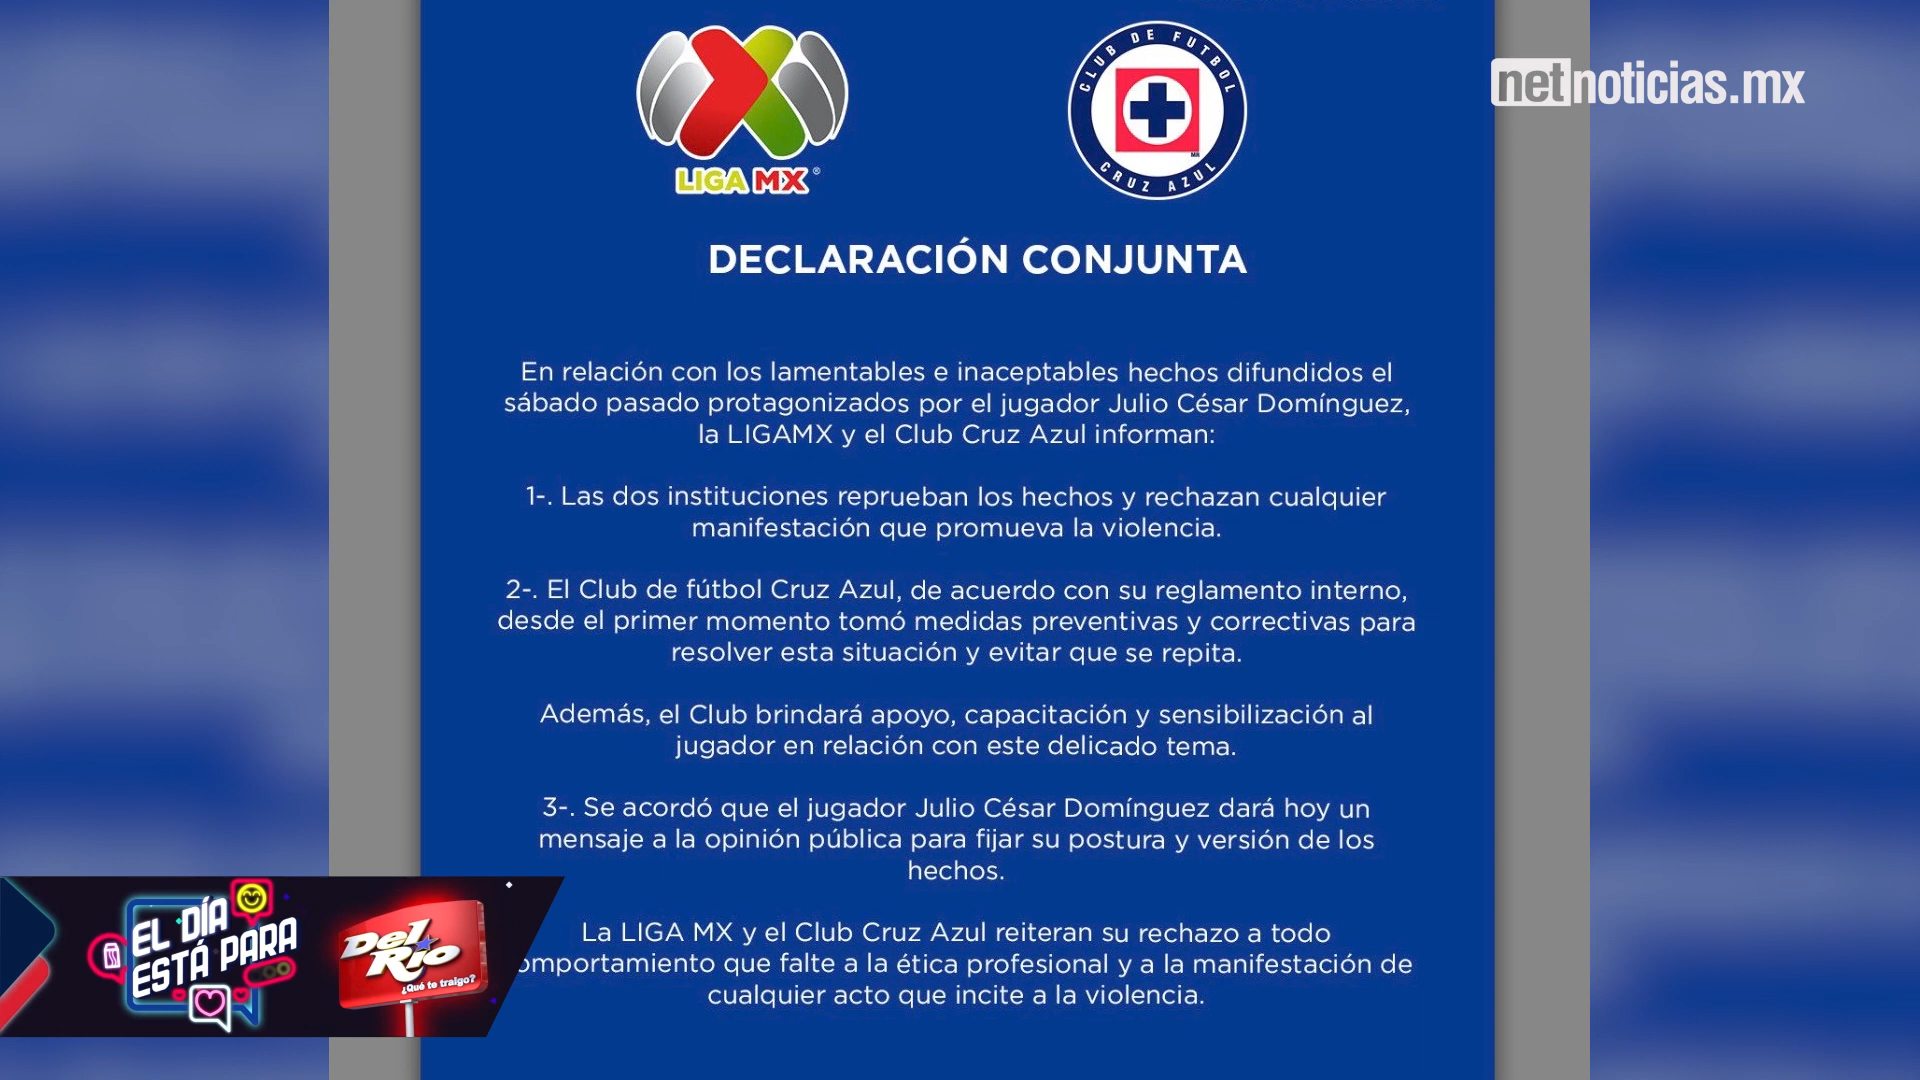 CLUB DE FUTBOL
CRUZ AZUL
MR
LIGA MX®
netnoticias.mx
DECLARACIÓN CONJUNTA
En relación con los lamentables e inaceptables hechos difundidos el
sábado pasado protagonizados por el jugador Julio César Domínguez,
la LIGAMX y el Club Cruz Azul informan:
1-. Las dos instituciones reprueban los hechos y rechazan cualquier
manifestación que promueva la violencia.
2-. El Club de fútbol Cruz Azul, de acuerdo con su reglamento interno,
desde el primer momento tomó medidas preventivas y correctivas para
resolver esta situación y evitar que se repita.
Además, el Club brindará apoyo, capacitación y sensibilización al
jugador en relación con este delicado tema.
3-. Se acordó que el jugador Julio César Domínguez dará hoy un
mensaje a la opinión pública para fijar su postura y versión de los
hechos.
La LIGA MX y el Club Cruz Azul reiteran su rechazo a todo
omportamiento que falte a la ética profesional y a la manifestación de
cualquier acto que incite a la violencia.
EL DÍA
ESTÁ PARA
Del
Rio
¿Qué te traigo?